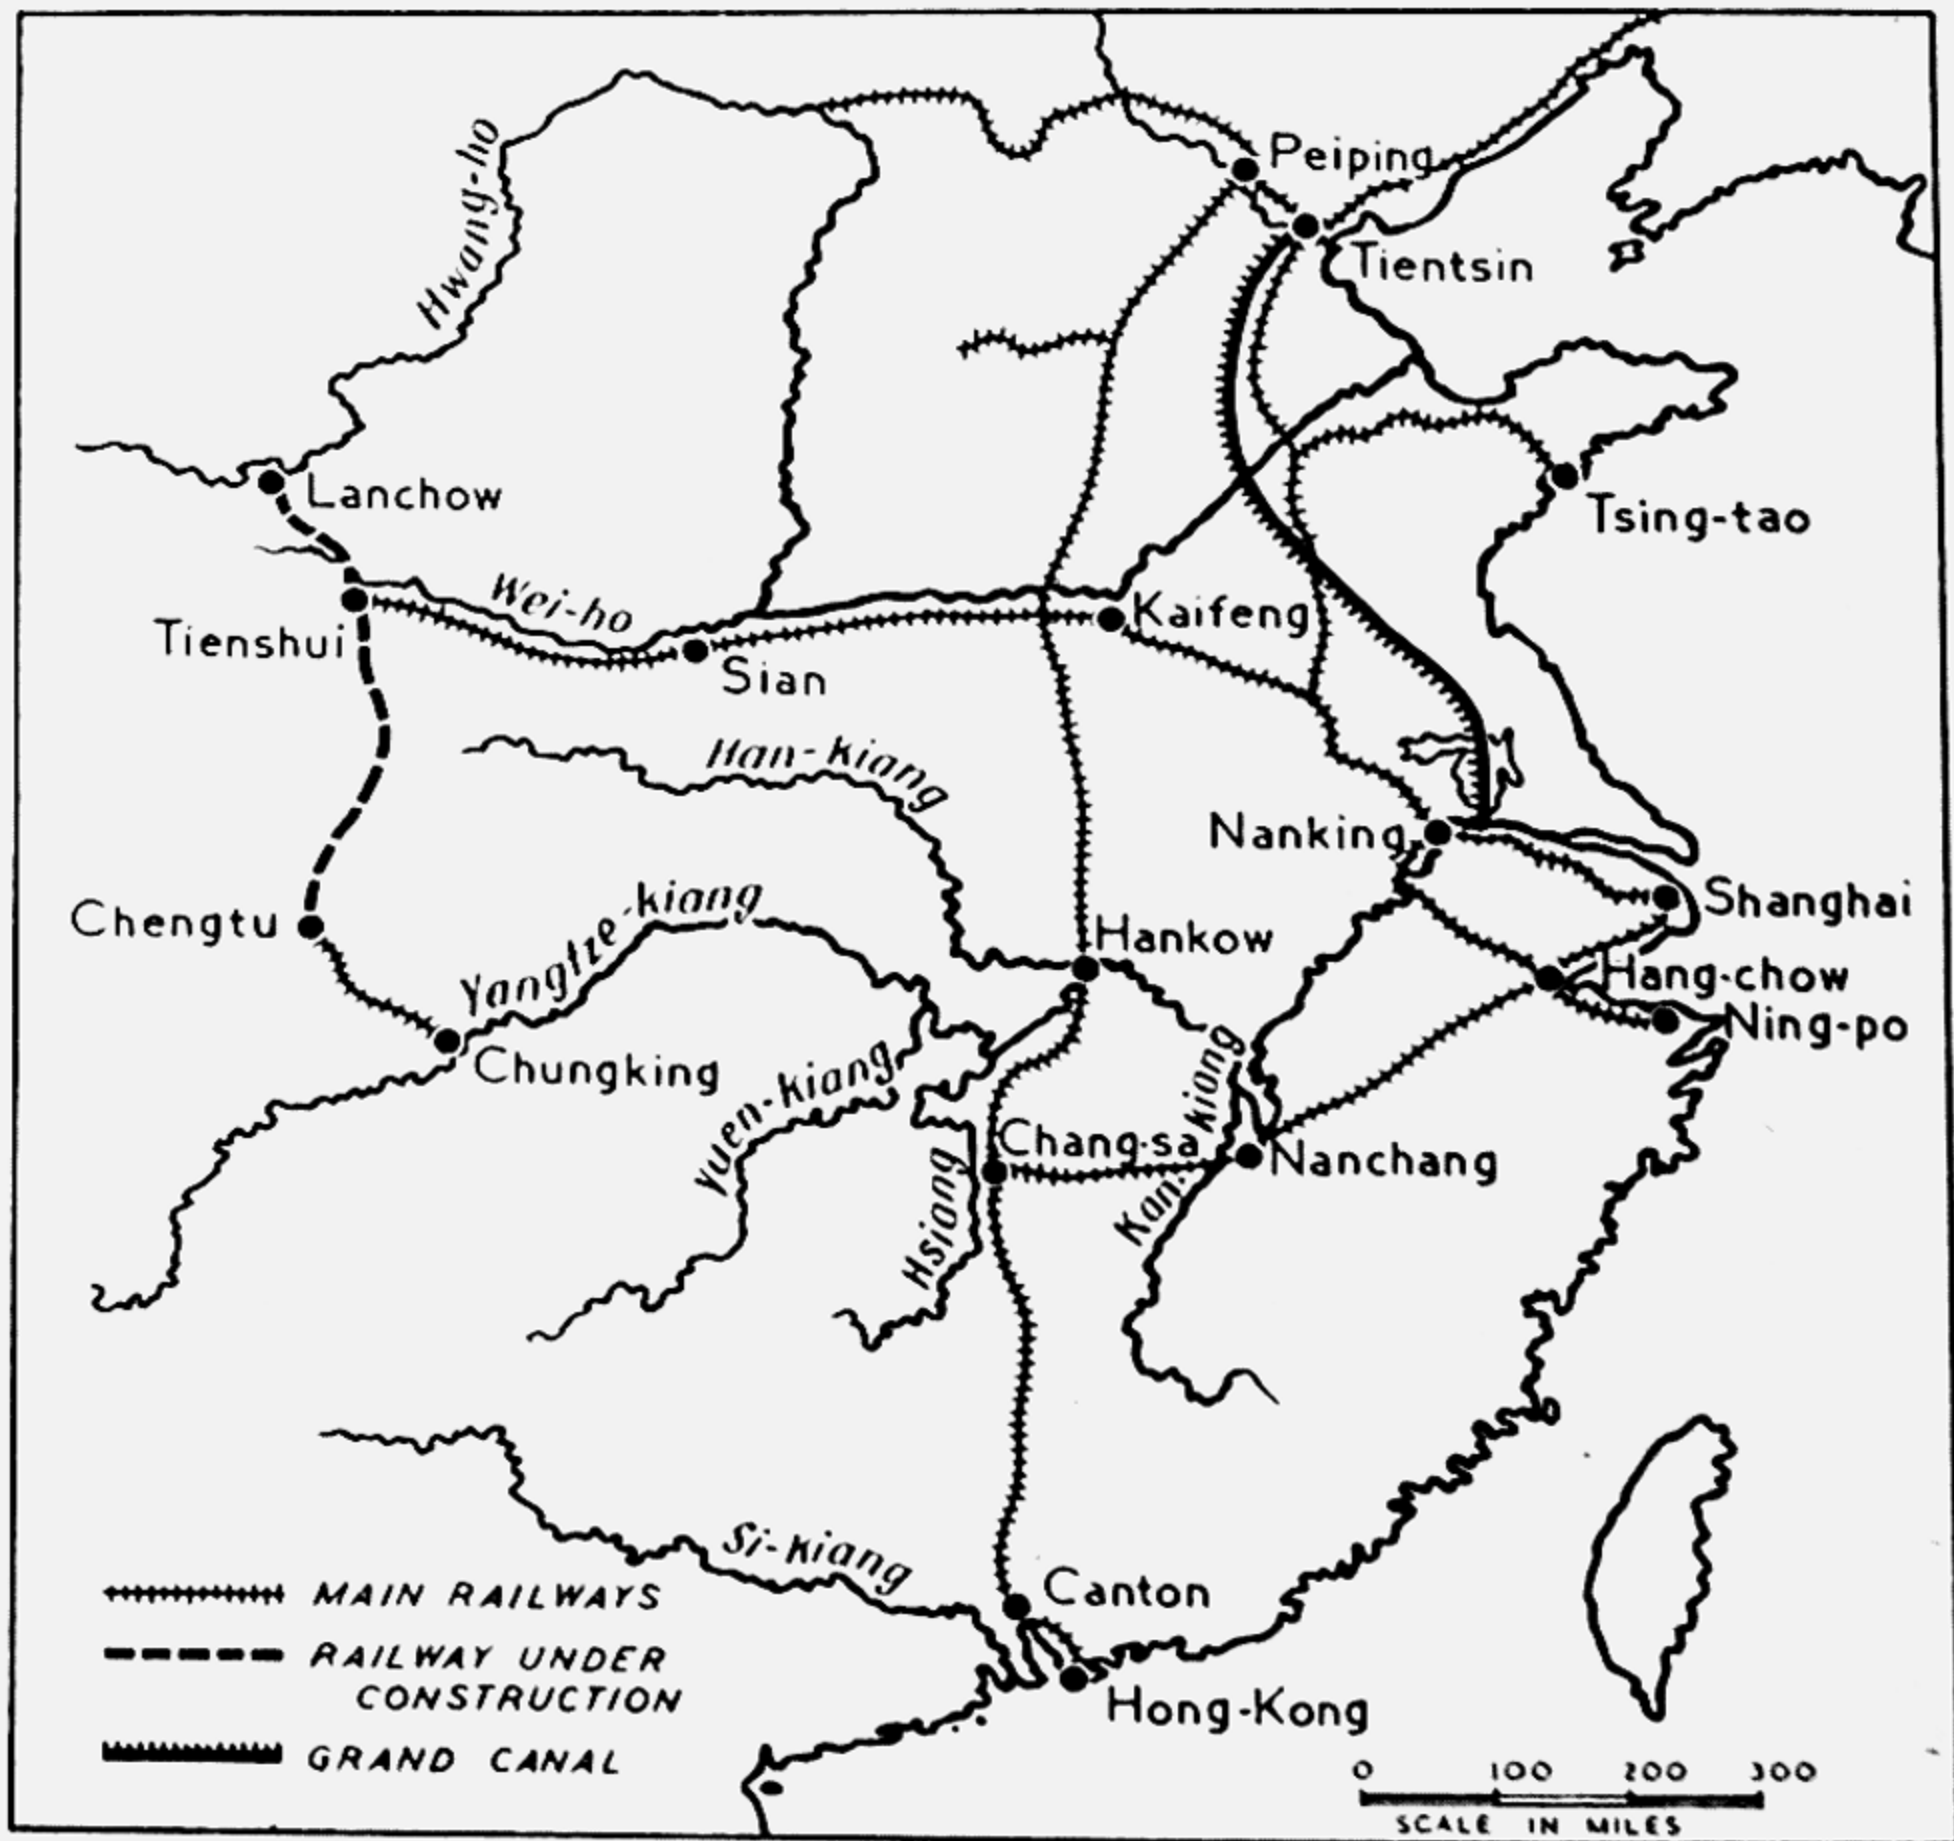 Peiping
Hwang-ho
Tientsin
Lanchow
Tsing-tao
Wei-ho
Kaifeng
Tienshui
Sian
Han-kiang
Nanking
Yangtze-kiang
Shanghai
Chengtu
Hankow
Hang-chow
Ning-po
Chungking
Yuen-kiang
Kan-kiang
Chang-sa
Nanchang
Hsiang
Si-kiang
Canton
MAIN RAILWAYS
RAILWAY UNDER
CONSTRUCTION
Hong-Kong
GRAND CANAL
0 100 200 300
SCALE IN MILES